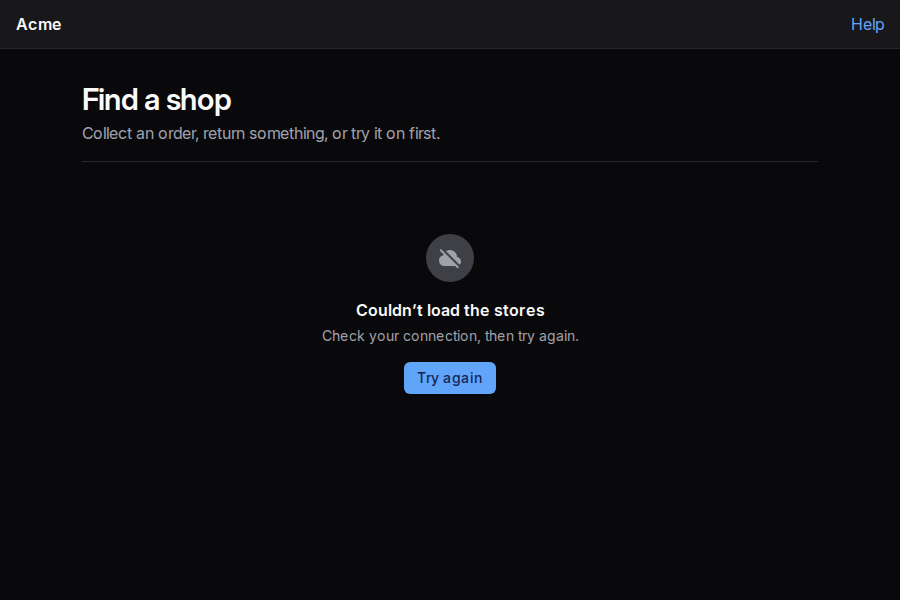 Acme
Help
Find a shop
Collect an order, return something, or try it on first.
Couldn’t load the stores
Check your connection, then try again.
Try again